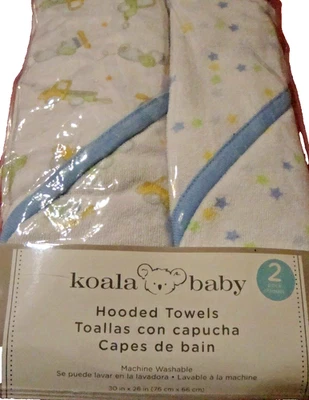 koala baby
2
Hooded Towels
Toallas con capucha
Capes de bain
Machine Washable
Se puede lavar en la lavadora • Lavable à la machine
30 in x 26 in (76 cm x 66 cm)